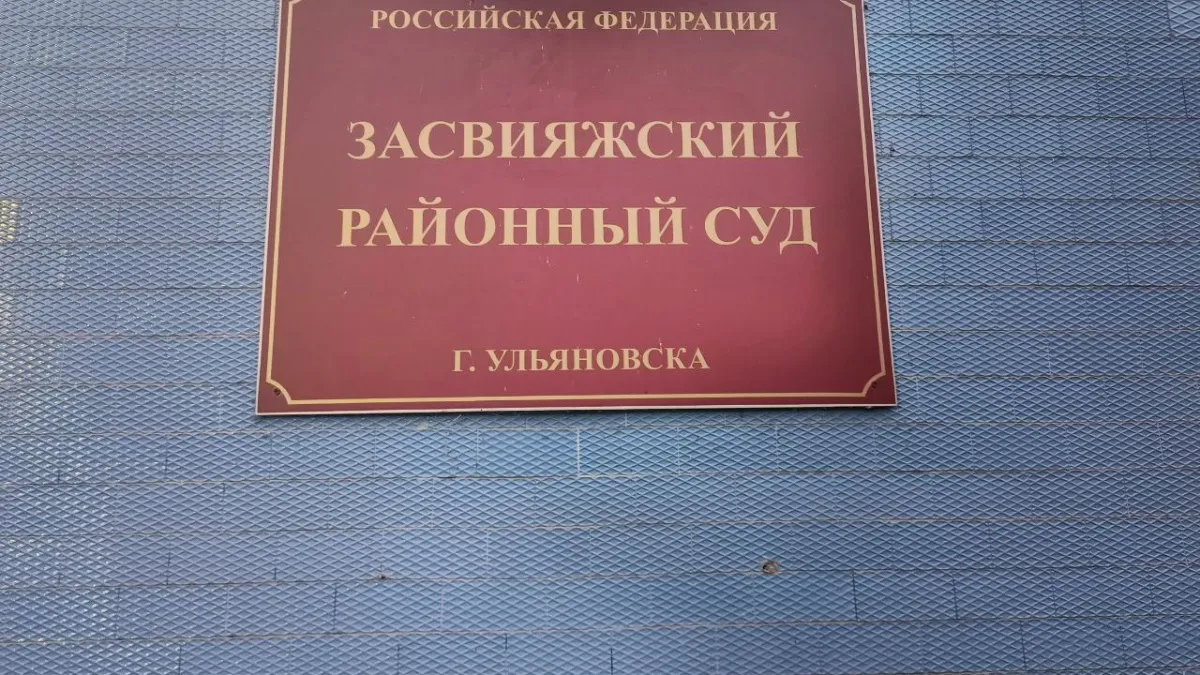 РОССИЙСКАЯ ФЕДЕРАЦИЯ
ЗАСВИЯЖСКИЙ
РАЙОННЫЙ СУД
Г. УЛЬЯНОВСКА